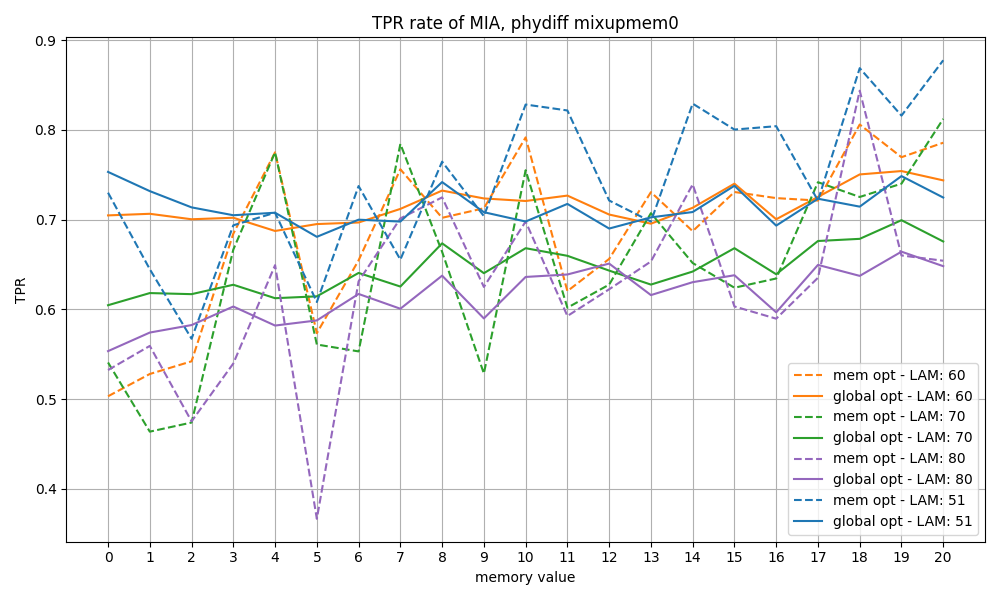 TPR rate of MIA, phydiff mixupmem0
0.9
0.8
0.7
0.6
0.5
0.4
TPR
mem opt - LAM: 60
global opt - LAM: 60
mem opt - LAM: 70
global opt - LAM: 70
mem opt - LAM: 80
global opt - LAM: 80
mem opt - LAM: 51
global opt - LAM: 51
0 1 2 3 4 5 6 7 8 9 10 11 12 13 14 15 16 17 18 19 20
memory value